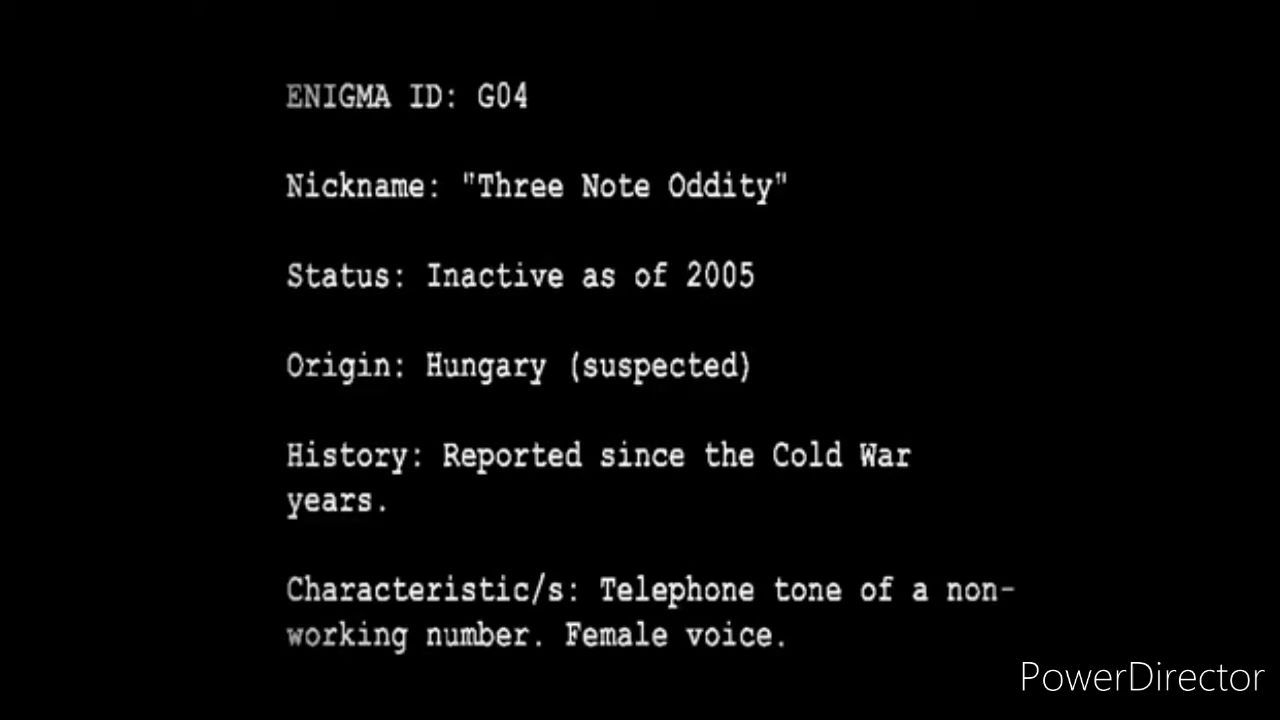 ENIGMA ID: G04
Nickname: "Three Note Oddity"
Status: Inactive as of 2005
Origin: Hungary (suspected)
History: Reported since the Cold War
years.
Characteristic/s: Telephone tone of a non-
working number. Female voice.
PowerDirector